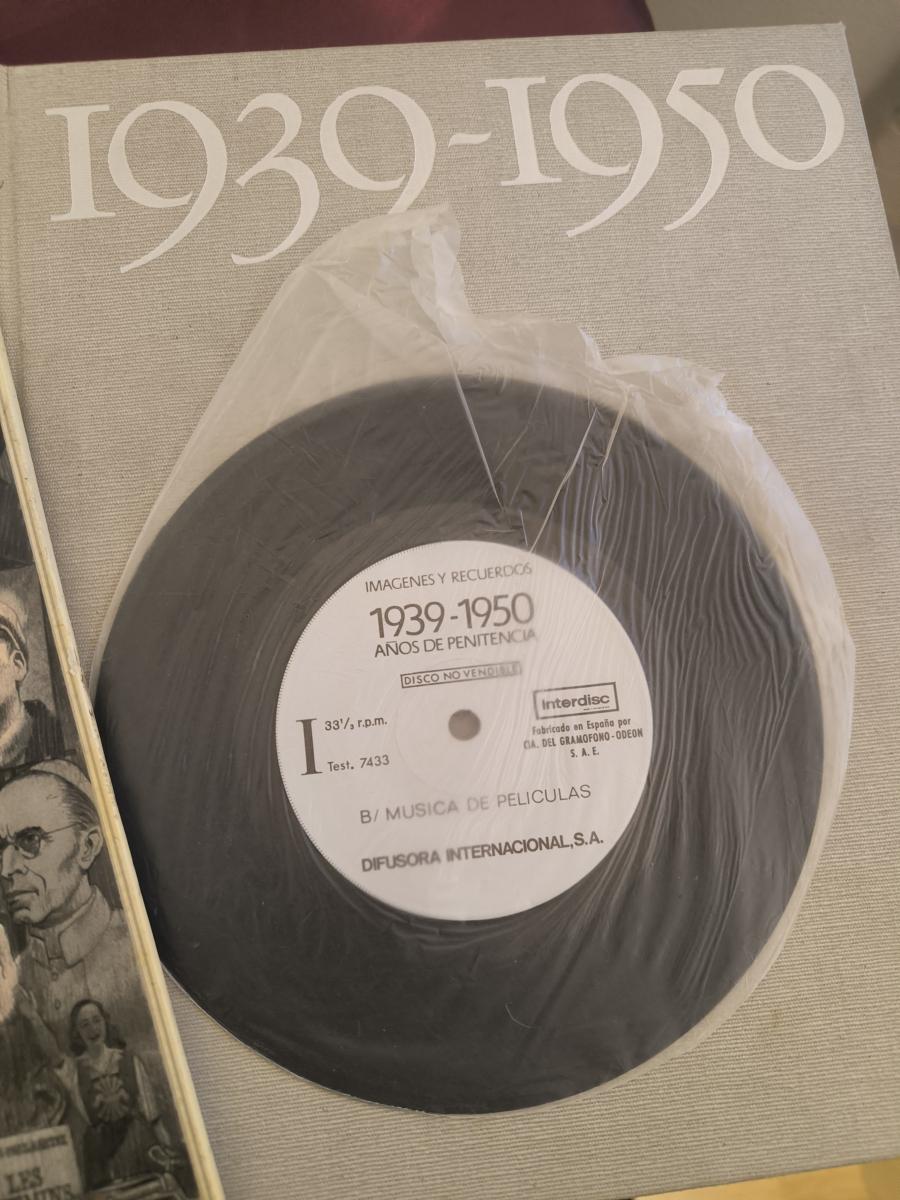 1939-1950
IMAGENES Y RECUERDOS
1939-1950
AÑOS DE PENITENCIA
DISCO NO VENDIBLE
I
33⅓ r.p.m.
Test. 7433
Interdisc
Fabricado en España por
CIA. DEL GRAMOFONO-ODEON
S. A. E.
B/ MUSICA DE PELICULAS
DIFUSORA INTERNACIONAL, S.A.
LES